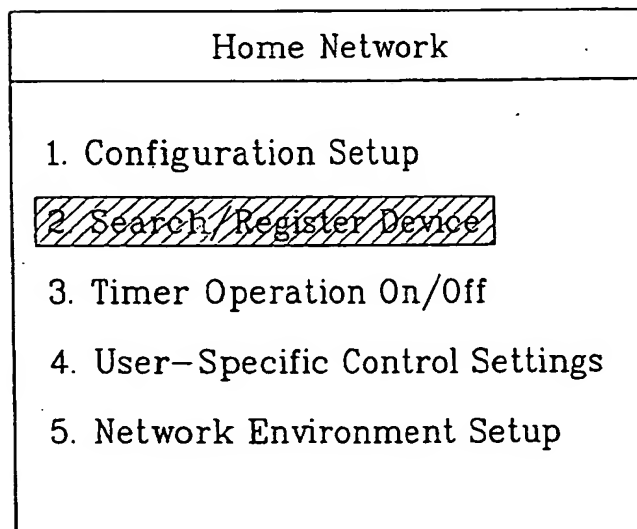 Home Network
1. Configuration Setup
2. Search/Register Device
3. Timer Operation On/Off
4. User-Specific Control Settings
5. Network Environment Setup